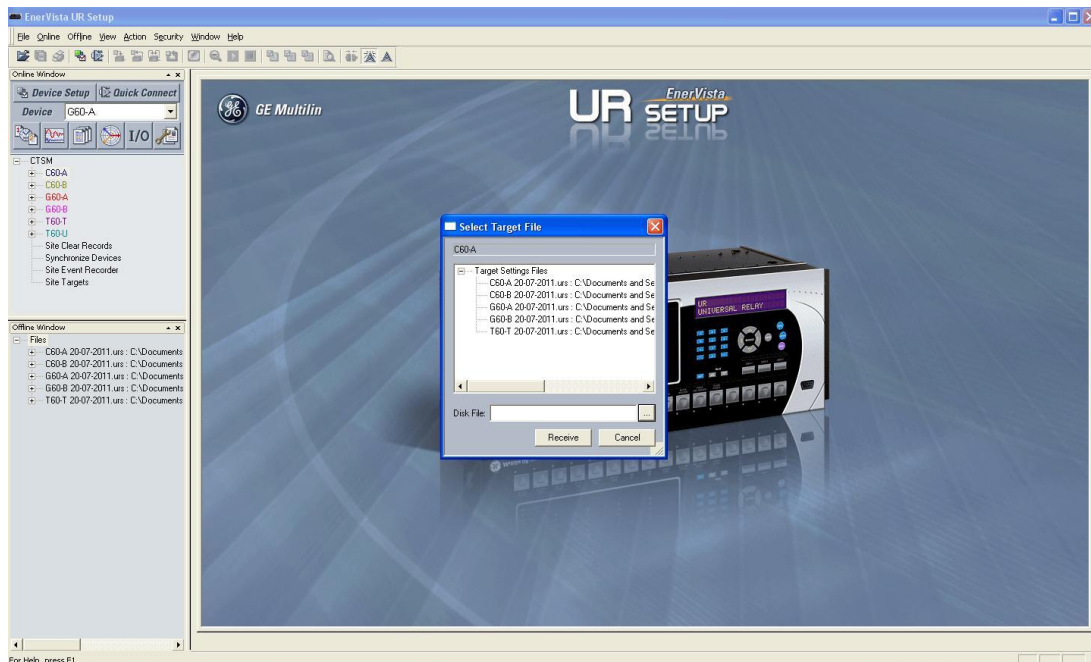 EnerVista UR Setup
File Online Offline View Action Security Window Help
Online Window
Device Setup Quick Connect
Device G60-A
I/O
CTSM
C60-A
C60-B
G60-A
G60-B
T60-T
T60-U
Site Clear Records
Synchronize Devices
Site Event Recorder
Site Targets
Offline Window
Files
C60-A 20-07-2011.urs : C:\Documents
C60-B 20-07-2011.urs : C:\Documents
G60-A 20-07-2011.urs : C:\Documents
G60-B 20-07-2011.urs : C:\Documents
T60-T 20-07-2011.urs : C:\Documents
GE Multilin
UR EnerVista
SETUP
Select Target File
C60-A
Target Settings Files
C60-A 20-07-2011.urs : C:\Documents and Se
C60-B 20-07-2011.urs : C:\Documents and Se
G60-A 20-07-2011.urs : C:\Documents and Se
G60-B 20-07-2011.urs : C:\Documents and Se
T60-T 20-07-2011.urs : C:\Documents and Se
Disk File: ...
Receive Cancel
UR
UNIVERSAL RELAY
For Help, press F1